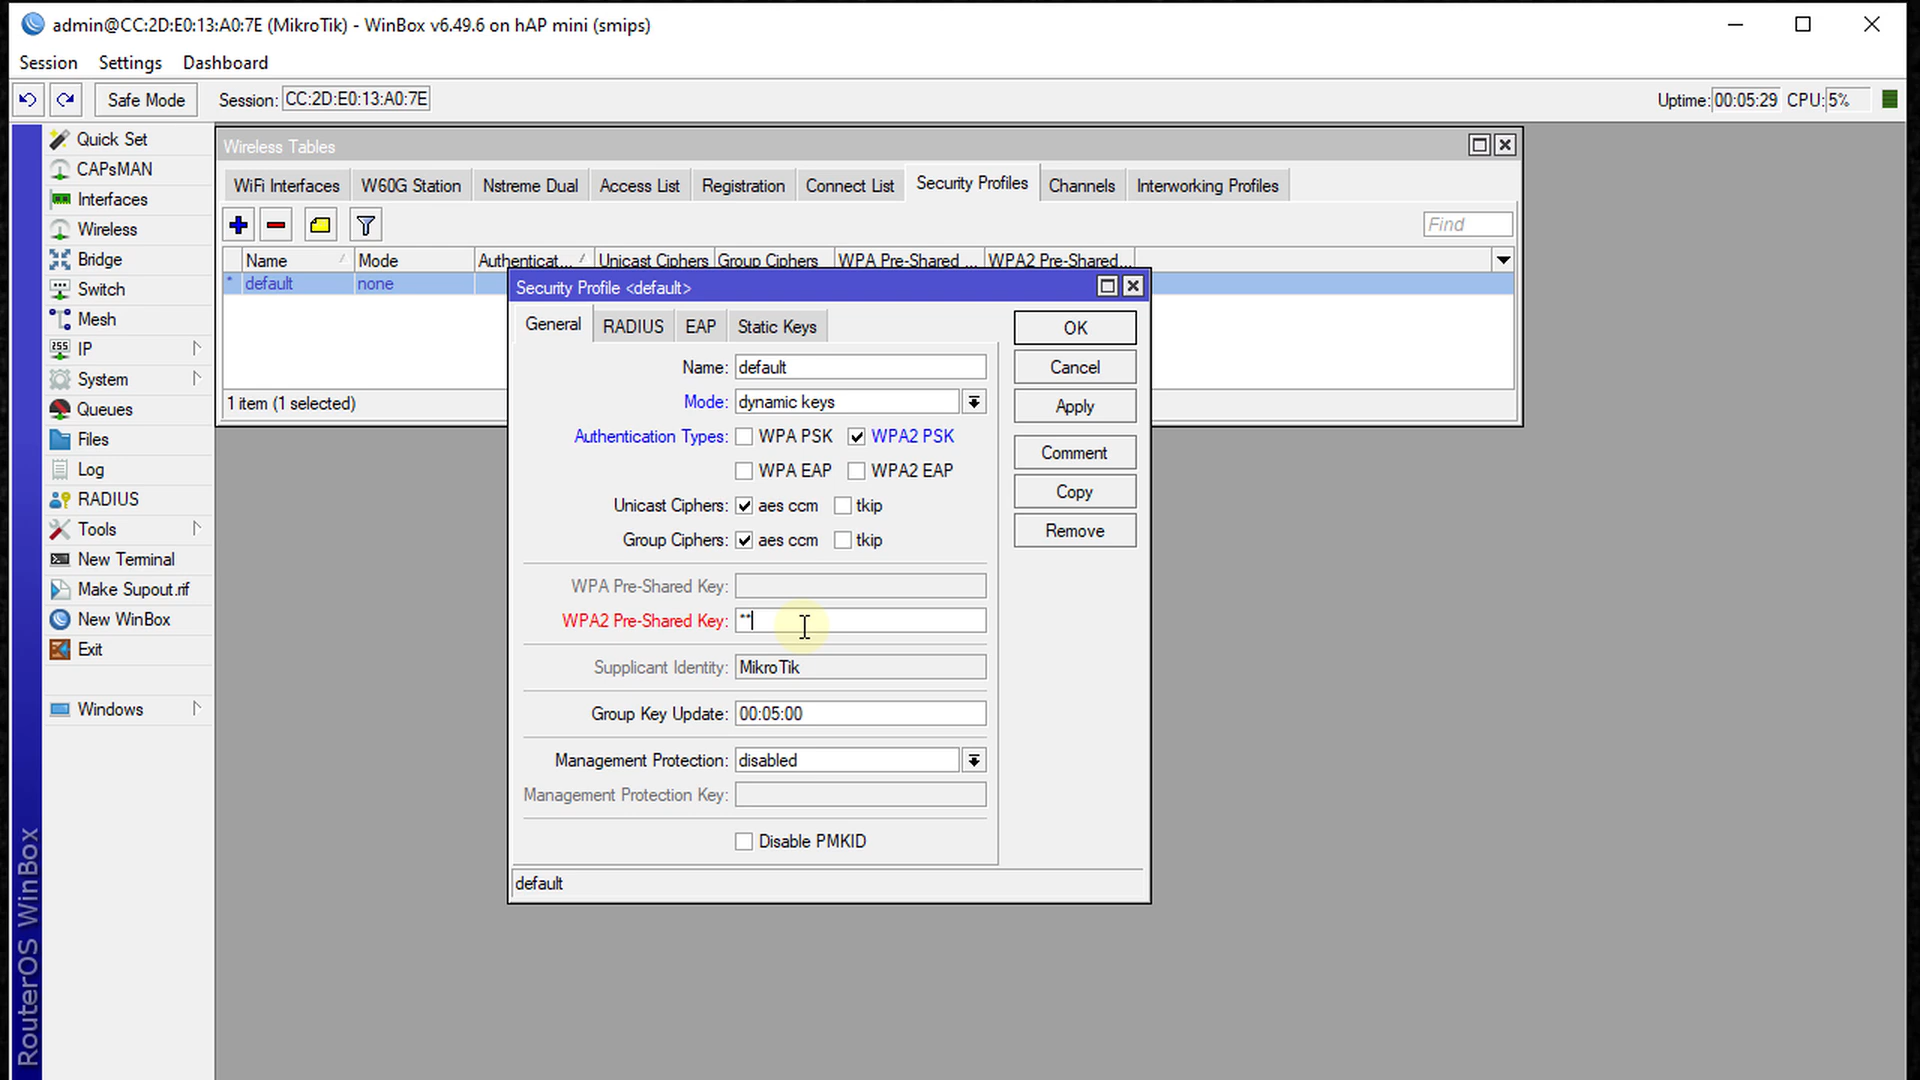 admin@CC:2D:E0:13:A0:7E (MikroTik) - WinBox v6.49.6 on hAP mini (smips)
Session Settings Dashboard
Safe Mode Session: CC:2D:E0:13:A0:7E Uptime: 00:05:29 CPU: 5%
Quick Set
CAPsMAN
Interfaces
Wireless
Bridge
Switch
Mesh
255 IP
System
Queues
Files
Log
RADIUS
Tools
New Terminal
Make Supout.rif
New WinBox
Exit
Windows
RouterOS WinBox
Wireless Tables
WiFi Interfaces W60G Station Nstreme Dual Access List Registration Connect List Security Profiles Channels Interworking Profiles
Find
Name Mode Authenticat... Unicast Ciphers Group Ciphers WPA Pre-Shared ... WPA2 Pre-Shared...
* default none
1 item (1 selected)
Security Profile <default>
General RADIUS EAP Static Keys
Name: default
Mode: dynamic keys
Authentication Types: WPA PSK WPA2 PSK
WPA EAP WPA2 EAP
Unicast Ciphers: aes ccm tkip
Group Ciphers: aes ccm tkip
WPA Pre-Shared Key:
WPA2 Pre-Shared Key: **
Supplicant Identity: MikroTik
Group Key Update: 00:05:00
Management Protection: disabled
Management Protection Key:
Disable PMKID
default
OK
Cancel
Apply
Comment
Copy
Remove